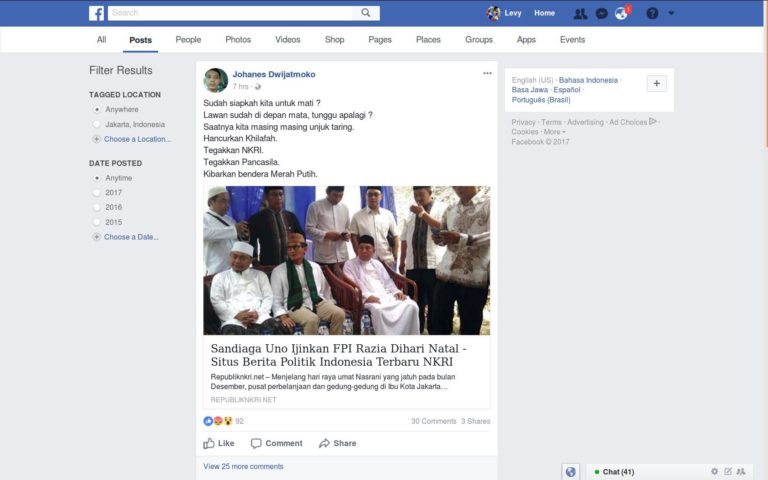 Search
Levy
Home
1
All
Posts
People
Photos
Videos
Shop
Pages
Places
Groups
Apps
Events
Filter Results
TAGGED LOCATION
Anywhere
Jakarta, Indonesia
Choose a Location...
DATE POSTED
Anytime
2017
2016
2015
Choose a Date...
Johanes Dwijatmoko
7 hrs ·
Sudah siapkah kita untuk mati ?
Lawan sudah di depan mata, tunggu apalagi ?
Saatnya kita masing masing unjuk taring.
Hancurkan Khilafah.
Tegakkan NKRI.
Tegakkan Pancasila.
Kibarkan bendera Merah Putih.
Sandiaga Uno Ijinkan FPI Razia Dihari Natal -
Situs Berita Politik Indonesia Terbaru NKRI
Republiknkri.net – Menjelang hari raya umat Nasrani yang jatuh pada bulan
Desember, pusat perbelanjaan dan gedung-gedung di Ibu Kota Jakarta…
REPUBLIKNKRI.NET
92
30 Comments 3 Shares
Like
Comment
Share
View 25 more comments
English (US) · Bahasa Indonesia ·
Basa Jawa · Español ·
Português (Brasil)
Privacy · Terms · Advertising · Ad Choices ·
Cookies · More
Facebook © 2017
Chat (41)